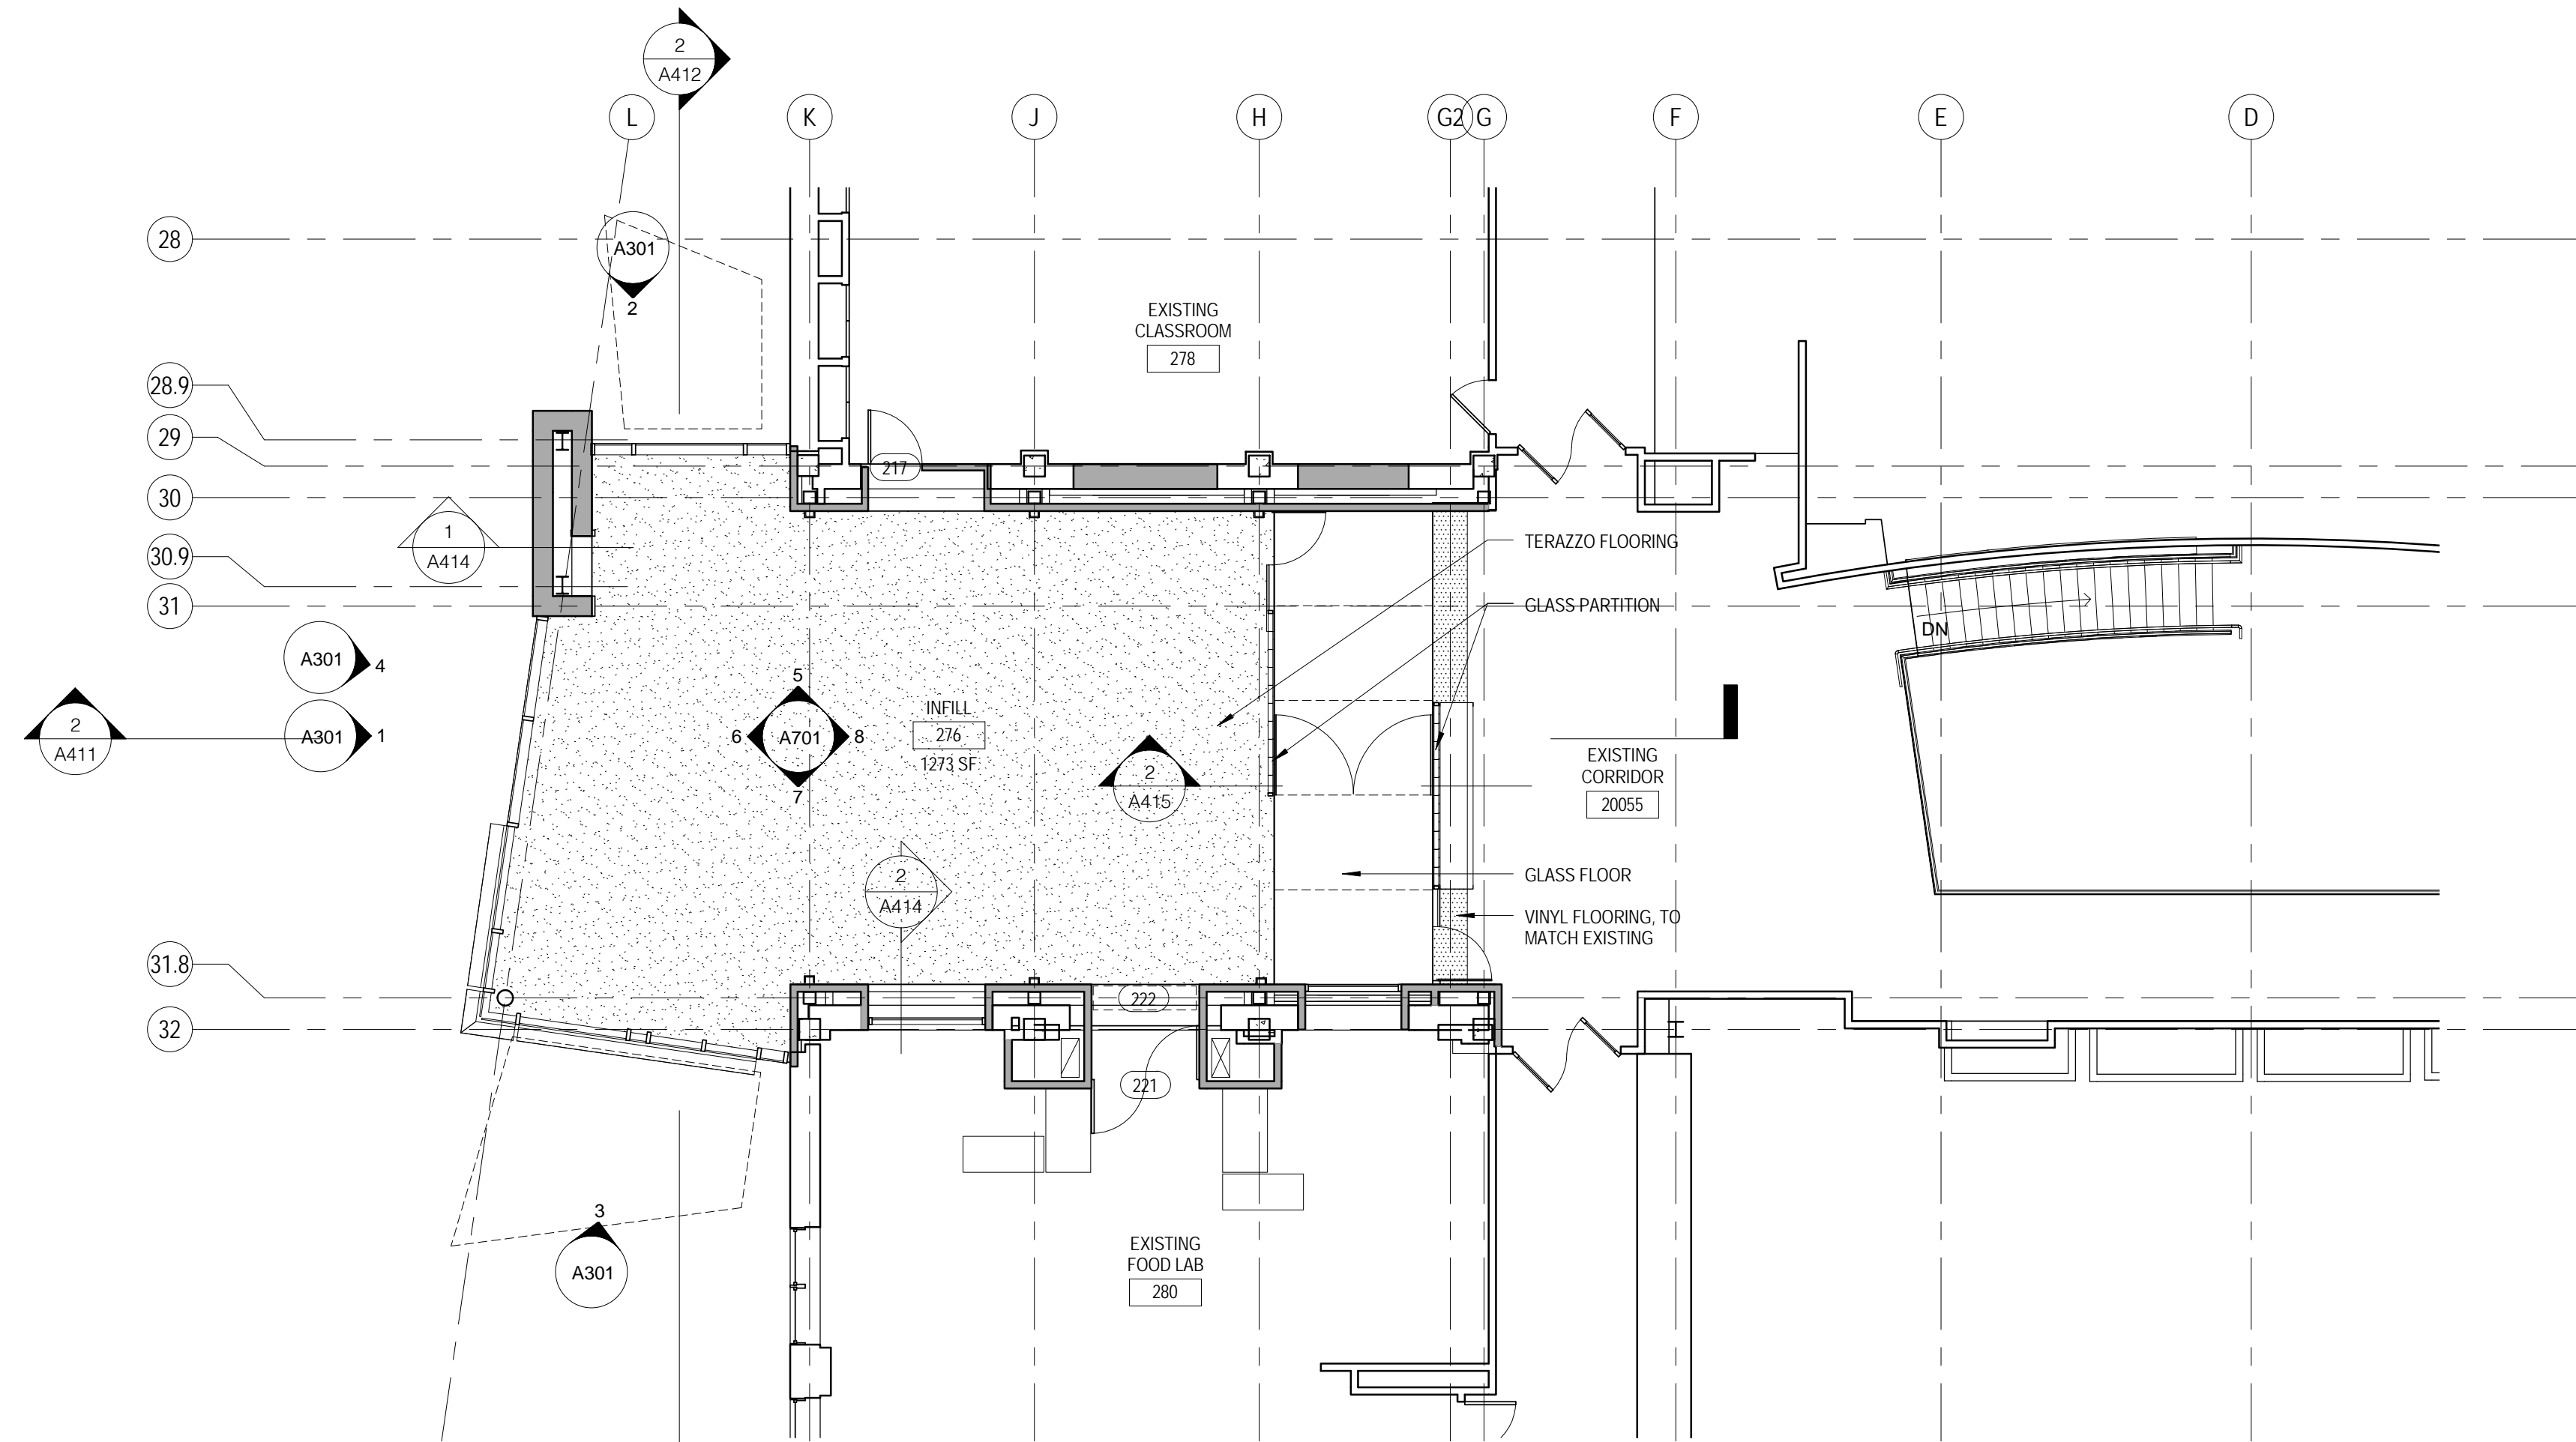 2
A412
L
K
J
H
G2
G
F
E
D
28
A301
2
EXISTING
CLASSROOM
278
28.9
29
217
30
1
A414
TERAZZO FLOORING
30.9
31
GLASS PARTITION
DN
A301
4
5
INFILL
276
1273 SF
6
A701
8
7
2
A411
A301
1
2
A415
EXISTING
CORRIDOR
20055
2
A414
GLASS FLOOR
VINYL FLOORING, TO
MATCH EXISTING
31.8
222
32
221
3
A301
EXISTING
FOOD LAB
280